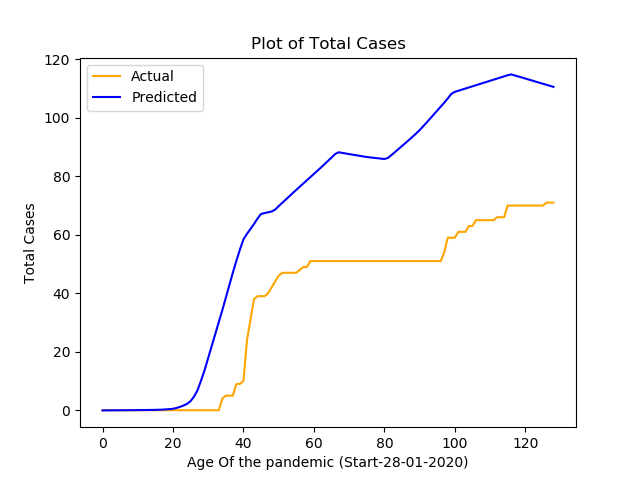 Plot of Total Cases
Actual
Predicted
120
100
80
60
40
20
0
Total Cases
0 20 40 60 80 100 120
Age Of the pandemic (Start-28-01-2020)